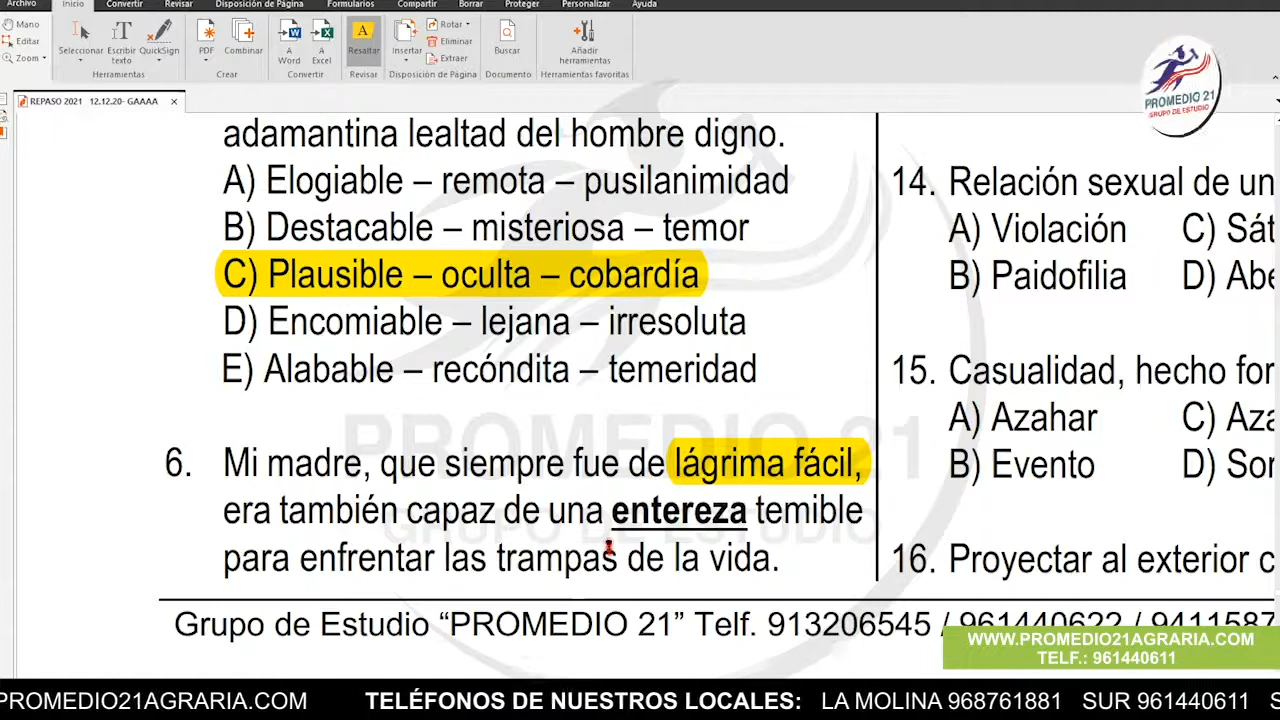 Archivo Inicio Convertir Revisar Disposición de Página Formularios Compartir Borrar Proteger Personalizar Ayuda
Mano
Editar
Zoom
Seleccionar
Escribir texto
QuickSign
PDF
Combinar
A Word
A Excel
Resaltar
Insertar
Rotar
Eliminar
Extraer
Buscar
Añadir herramientas
Herramientas Crear Convertir Revisar Disposición de Página Documento Herramientas favoritas
PROMEDIO 21
GRUPO DE ESTUDIO
REPASO 2021 12.12.20- GAAAA
adamantina lealtad del hombre digno.
A) Elogiable – remota – pusilanimidad
B) Destacable – misteriosa – temor
C) Plausible – oculta – cobardía
D) Encomiable – lejana – irresoluta
E) Alabable – recóndita – temeridad
6. Mi madre, que siempre fue de lágrima fácil,
era también capaz de una entereza temible
para enfrentar las trampas de la vida.
14. Relación sexual de un
A) Violación C) Sát
B) Paidofilia D) Abe
15. Casualidad, hecho for
A) Azahar C) Aza
B) Evento D) Sor
16. Proyectar al exterior c
PROMEDIO 21
GRUPO DE ESTUDIO
Grupo de Estudio “PROMEDIO 21” Telf. 913206545 / 961440622 / 9411587
WWW.PROMEDIO21AGRARIA.COM
TELF.: 961440611
PROMEDIO21AGRARIA.COM TELÉFONOS DE NUESTROS LOCALES: LA MOLINA 968761881 SUR 961440611 S